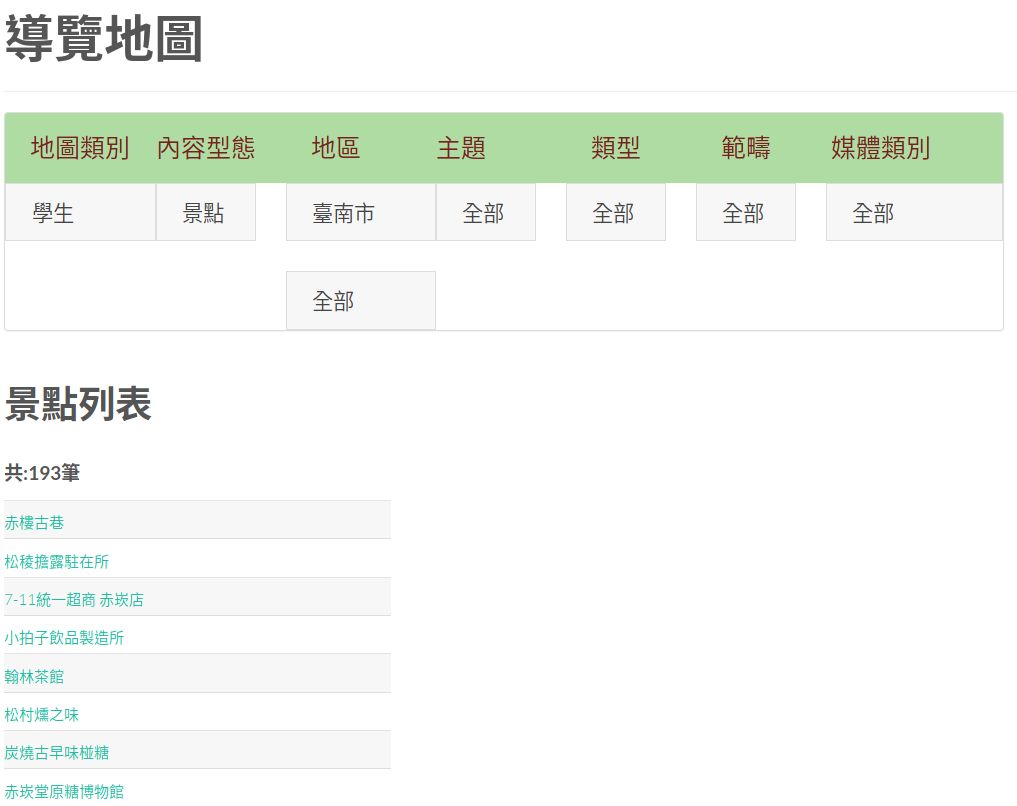 導覽地圖
地圖類別 內容型態 地區 主題 類型 範疇 媒體類別
學生 景點 臺南市 全部 全部 全部 全部
全部
景點列表
共:193筆
赤樓古巷
松稜擔露駐在所
7-11統一超商 赤崁店
小拍子飲品製造所
翰林茶館
松村燻之味
炭燒古早味椪糖
赤崁堂原糖博物館